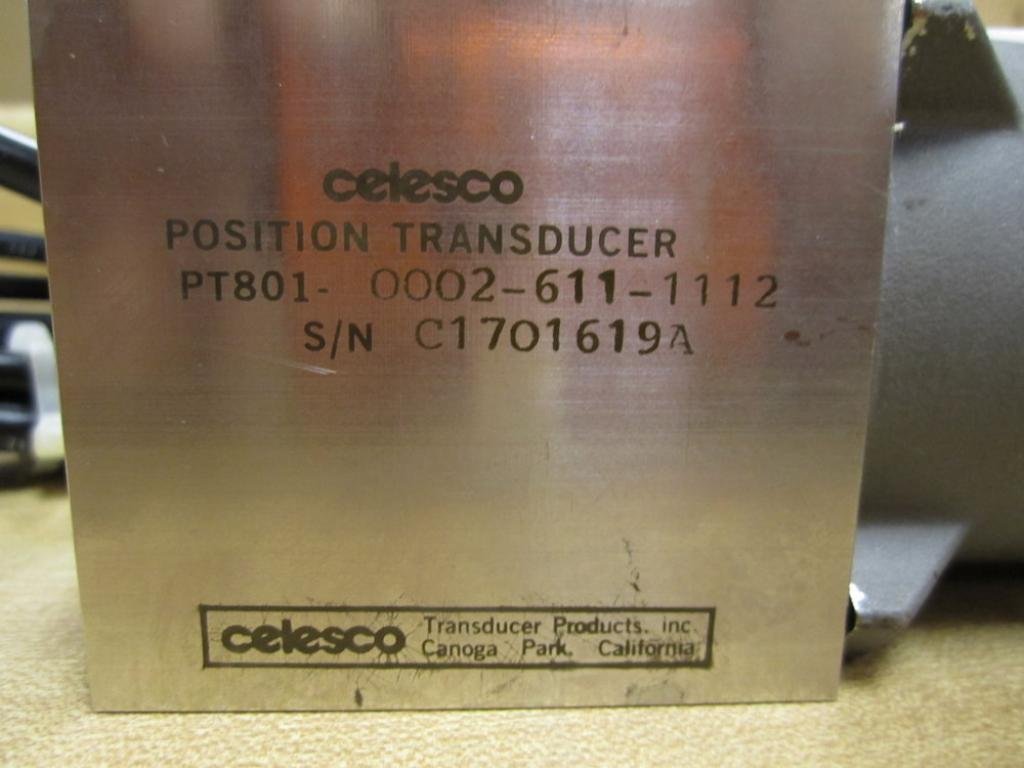 celesco
POSITION TRANSDUCER
PT801- 0002-611-1112
S/N C1701619A
celesco Transducer Products. inc
Canoga Park. California